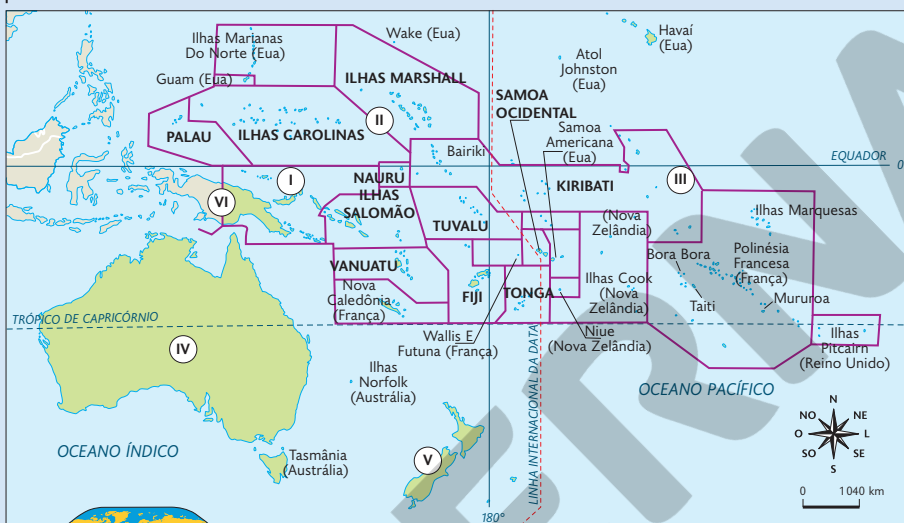 Ilhas Marianas
Do Norte (Eua)
Wake (Eua)
Havaí
(Eua)
Atol
Johnston
(Eua)
Guam (Eua)
ILHAS MARSHALL
SAMOA
OCIDENTAL
II
PALAU
ILHAS CAROLINAS
Samoa
Americana
(Eua)
Bairiki
EQUADOR
0
I
NAURU
KIRIBATI
III
VI
ILHAS
SALOMÃO
TUVALU
(Nova
Zelândia)
Ilhas Marquesas
Bora Bora
Polinésia
Francesa
(França)
VANUATU
Nova
Caledônia
(França)
FIJI
TONGA
Ilhas Cook
(Nova
Zelândia)
Taiti
Mururoa
TRÓPICO DE CAPRICÓRNIO
IV
Wallis E
Futuna (França)
Niue
(Nova Zelândia)
Ilhas
Pitcairn
(Reino Unido)
Ilhas
Norfolk
(Austrália)
LINHA INTERNACIONAL DA DATA
OCEANO PACÍFICO
OCEANO ÍNDICO
Tasmânia
(Austrália)
V
N
NO NE
O L
SO SE
S
0 1 040 km
180º
ERNA